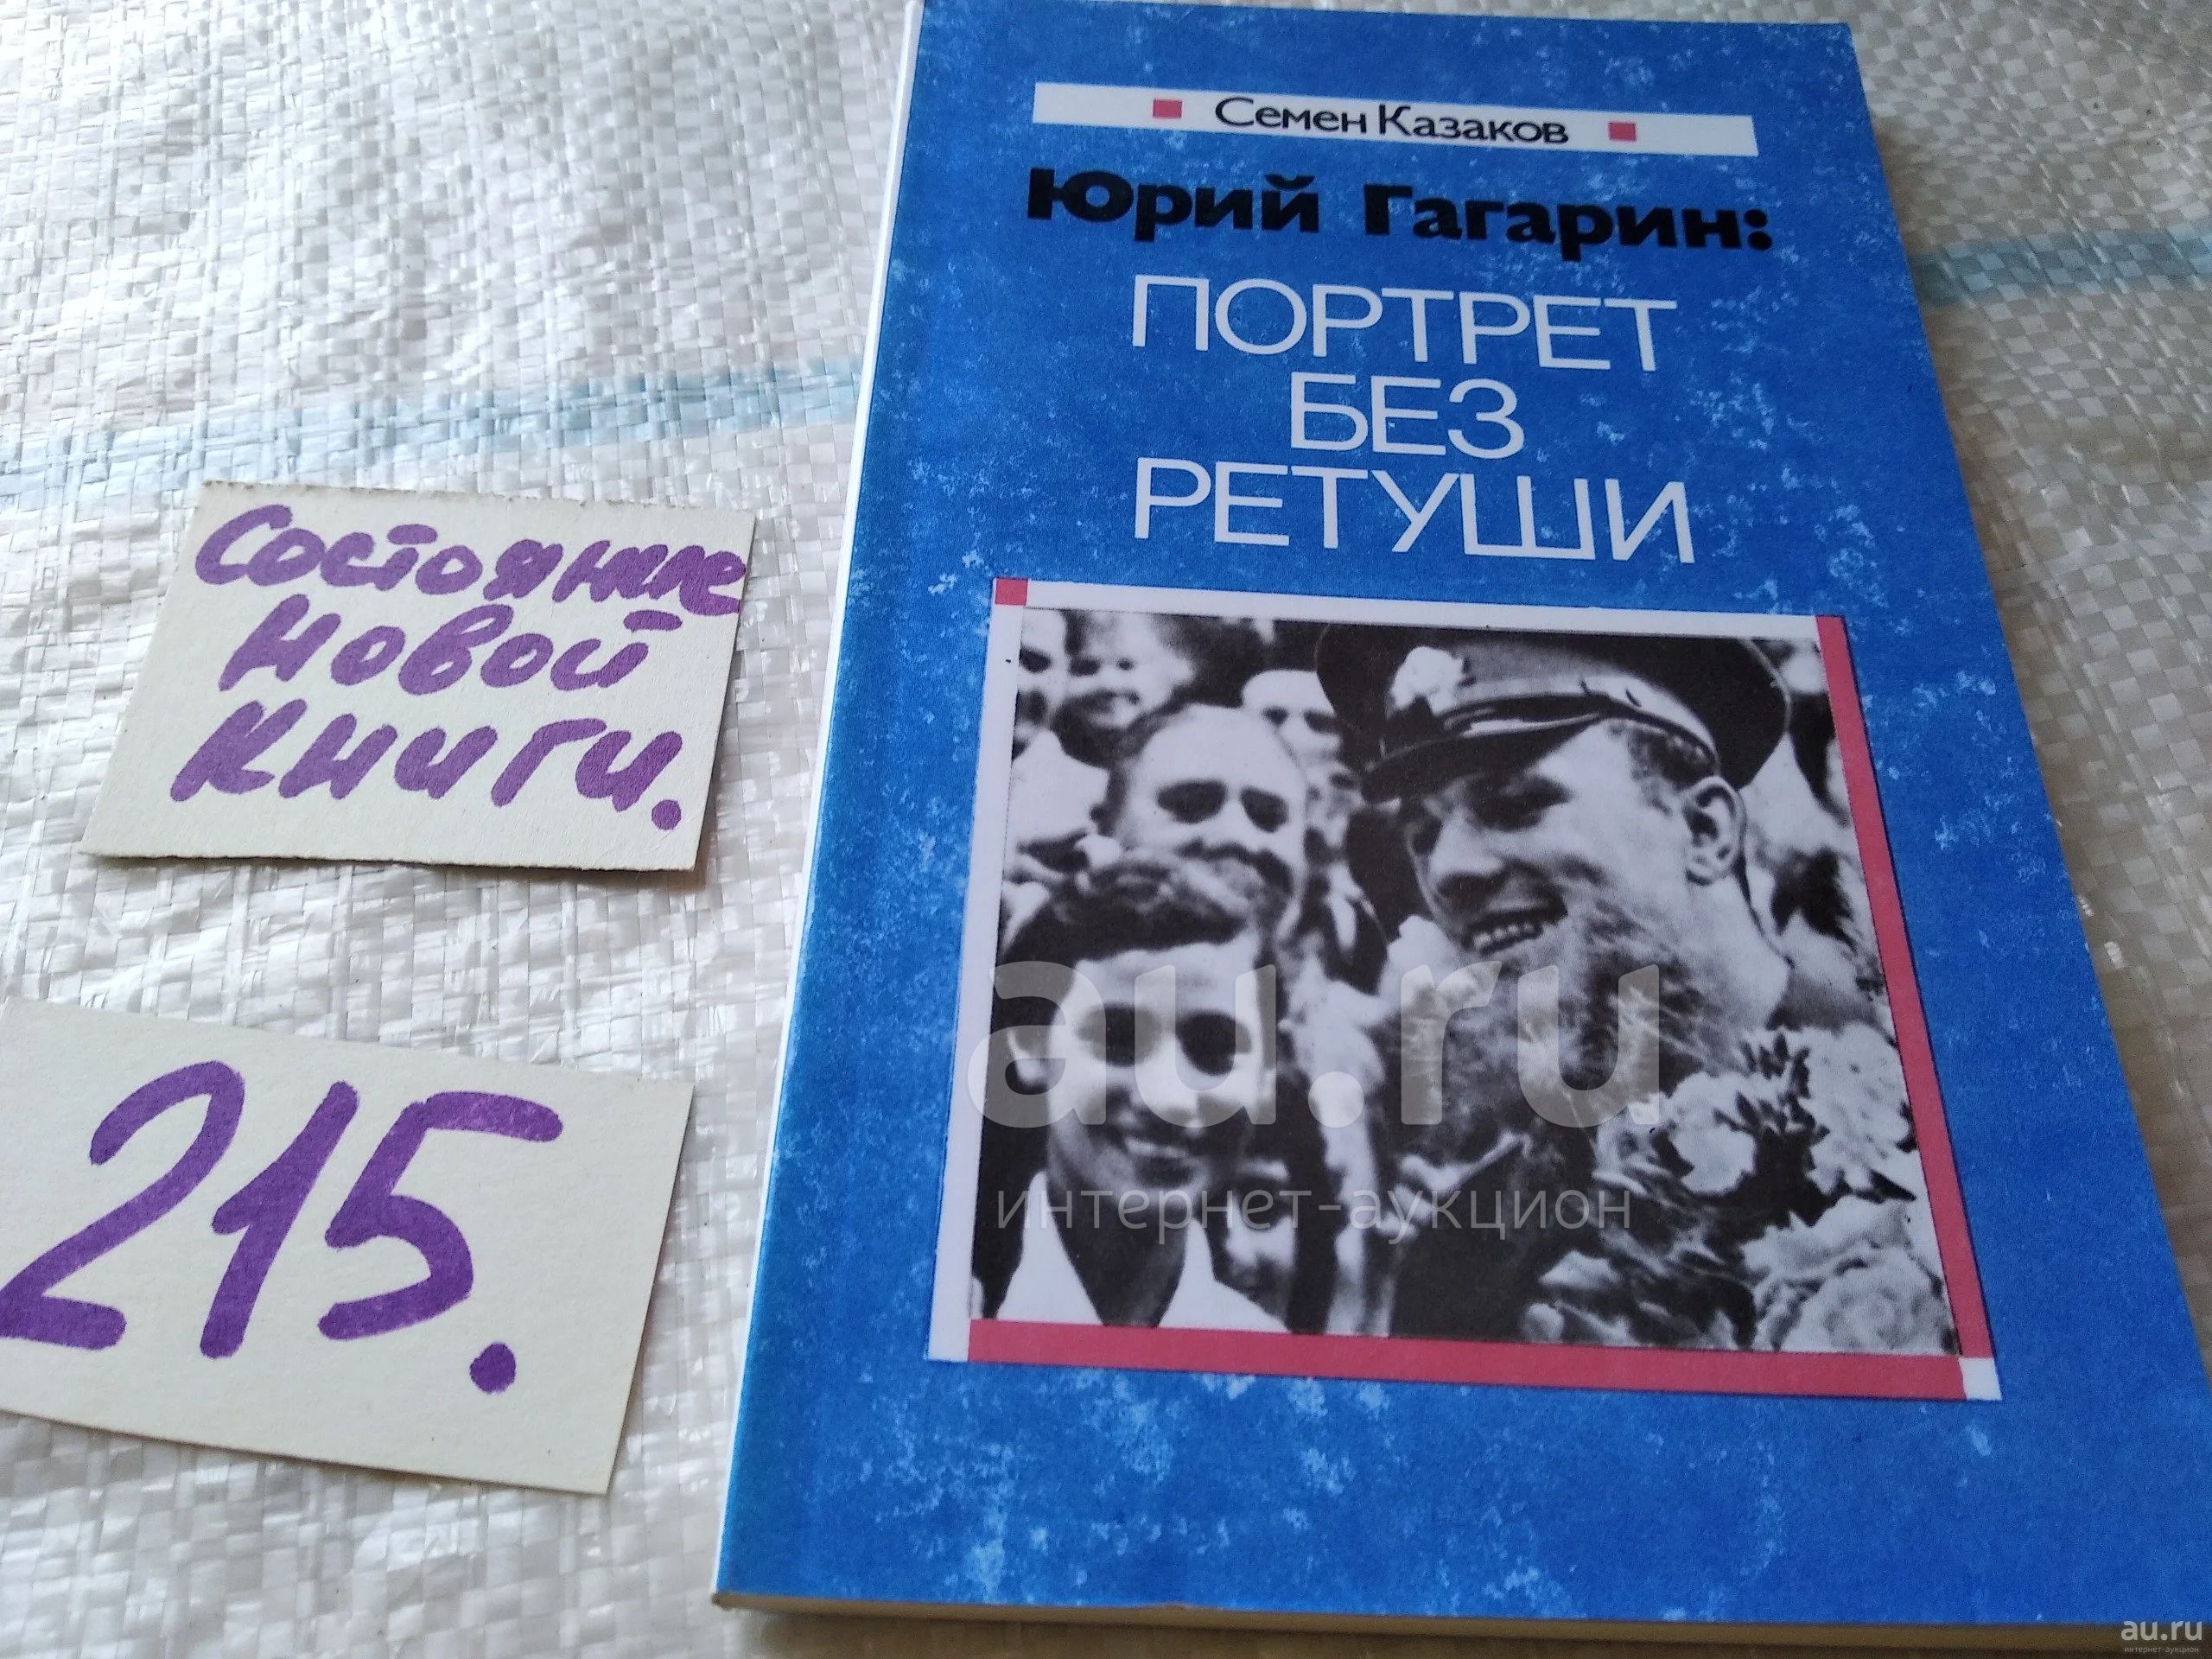 Семен Казаков
Юрий Гагарин:
ПОРТРЕТ
БЕЗ
РЕТУШИ
Состояние
новой
книги.
215.
au.ru
интернет-аукцион
au.ru
интернет-аукцион